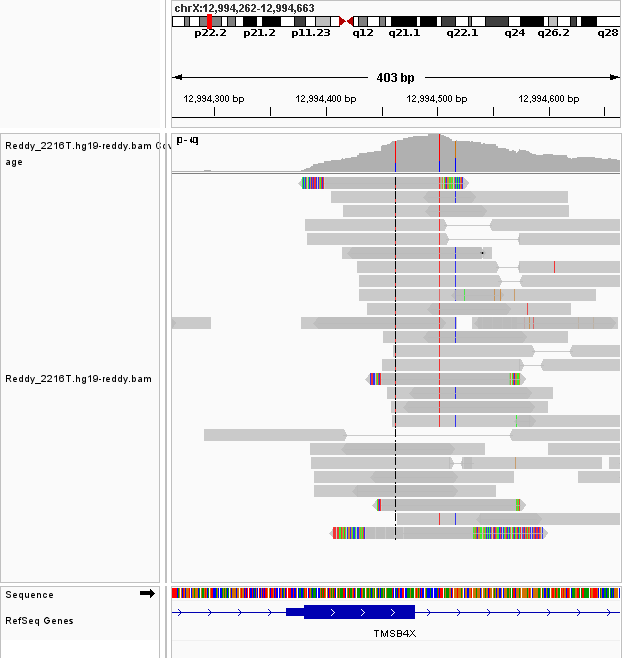 chrX:12,994,262-12,994,663
p22.2 p21.2 p11.23 q12 q21.1 q22.1 q24 q26.2 q28
403 bp
12,994,300 bp 12,994,400 bp 12,994,500 bp 12,994,600 bp
Reddy_2216T.hg19-reddy.bam Cov
age
Reddy_2216T.hg19-reddy.bam
Sequence
RefSeq Genes
TMSB4X